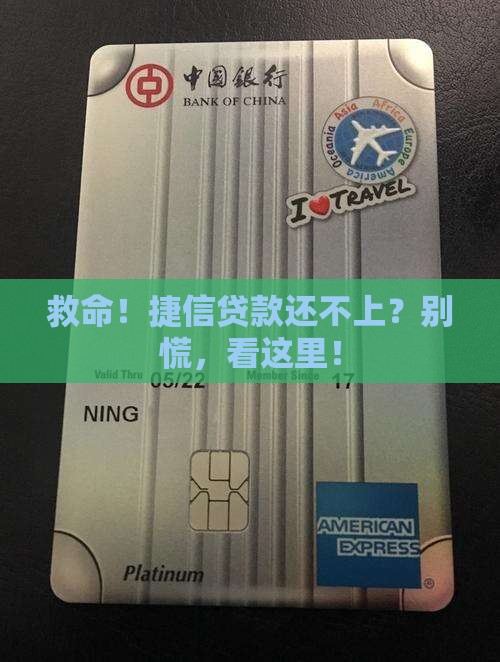 中国銀行
BANK OF CHINA
Oceania Asia Africa Europe America
I TRAVEL
救命！捷信贷款还不上？别
慌，看这里！
Valid Thru 05/22 Member Since 17
NING
AMERICAN
EXPRESS
®
Platinum